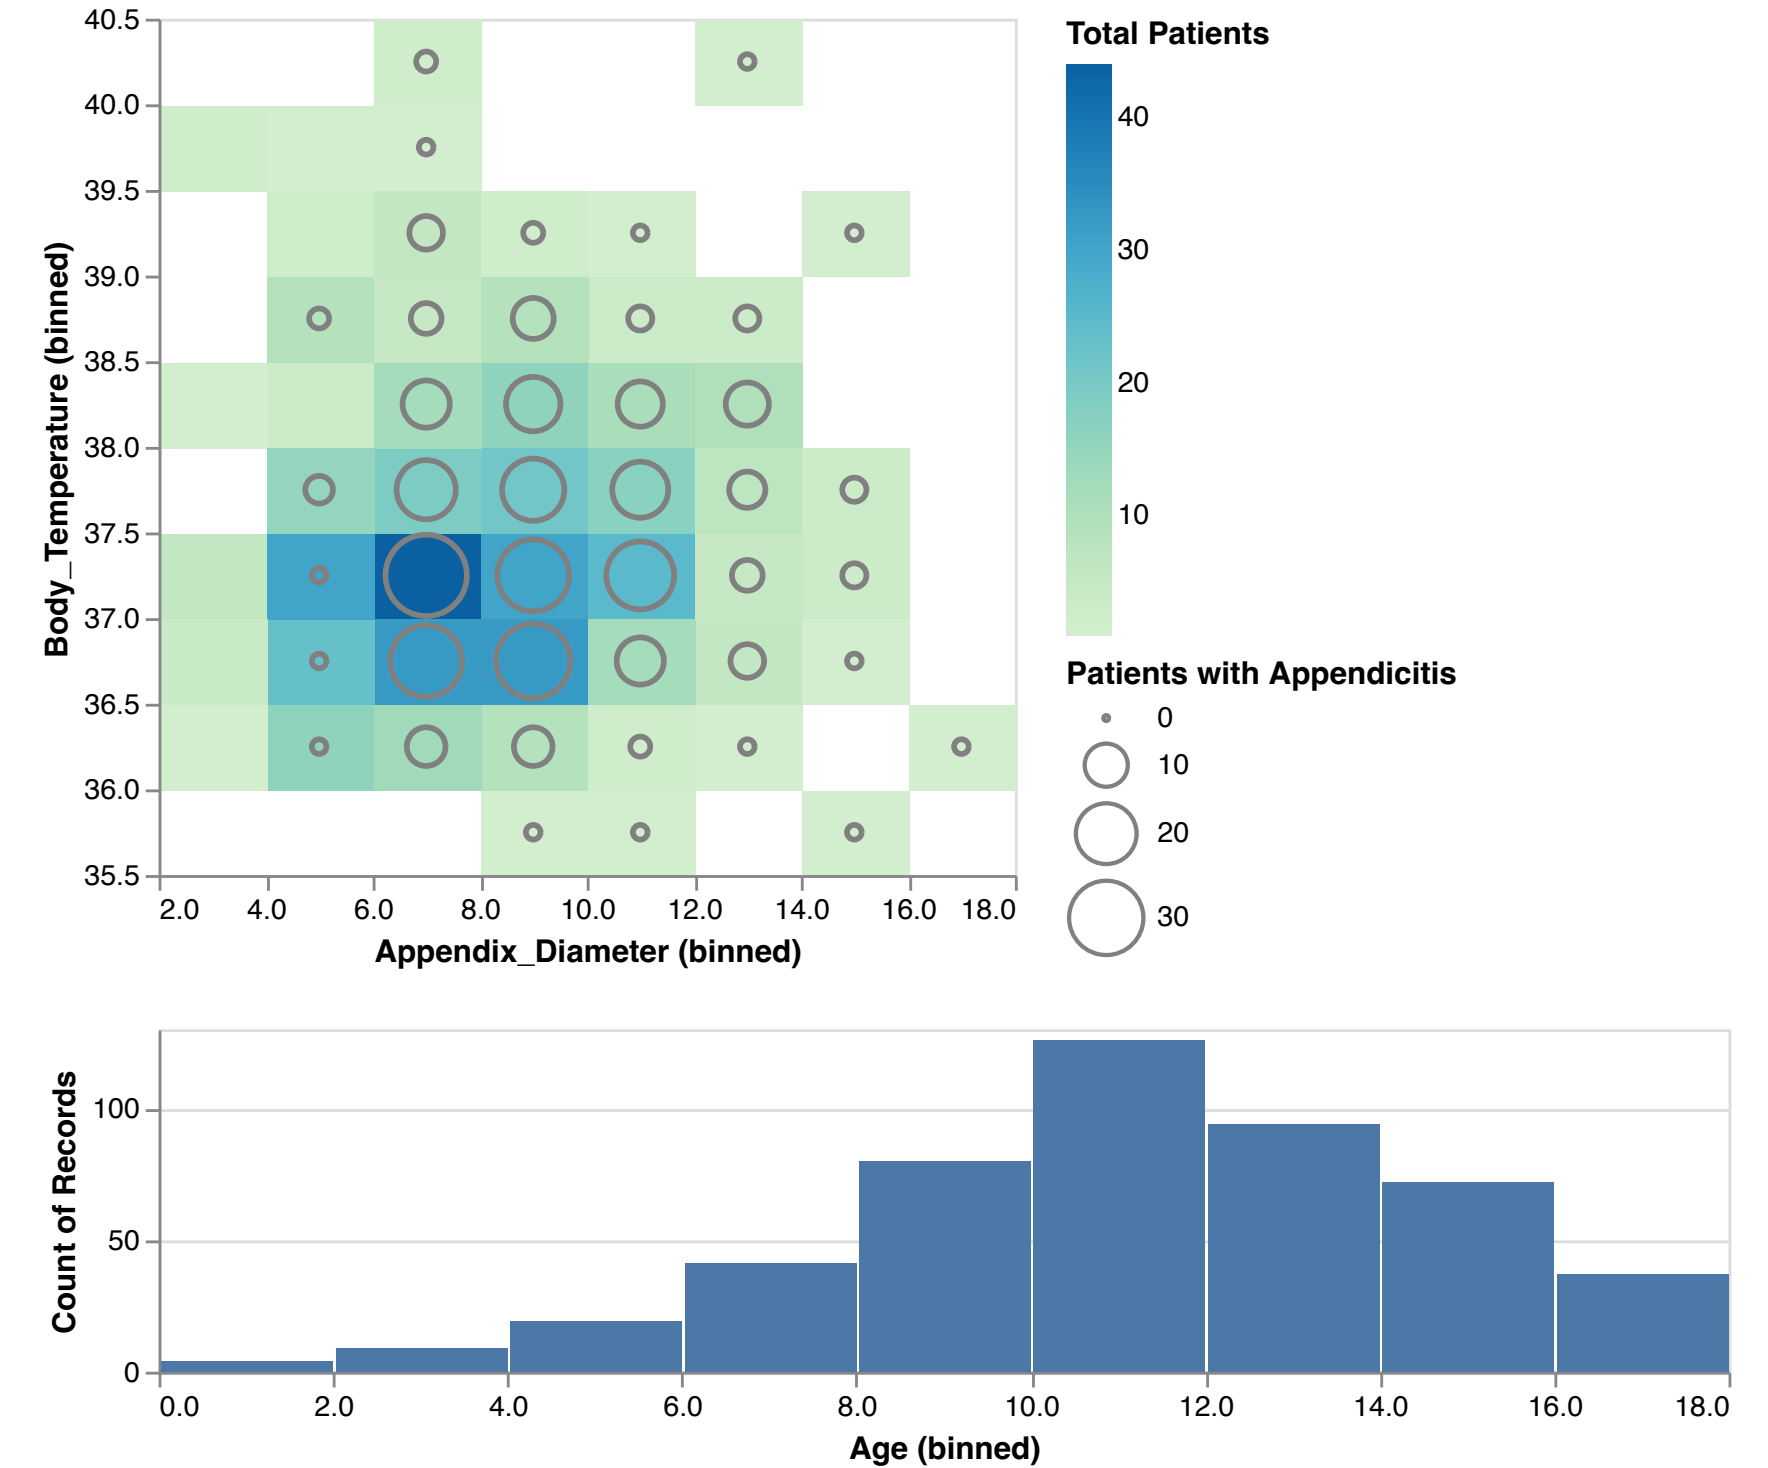 40.5
40.0
39.5
39.0
38.5
38.0
37.5
37.0
36.5
36.0
35.5
Body_Temperature (binned)
2.0 4.0 6.0 8.0 10.0 12.0 14.0 16.0 18.0
Appendix_Diameter (binned)
Total Patients
40
30
20
10
Patients with Appendicitis
0
10
20
30
100
50
0
Count of Records
0.0 2.0 4.0 6.0 8.0 10.0 12.0 14.0 16.0 18.0
Age (binned)